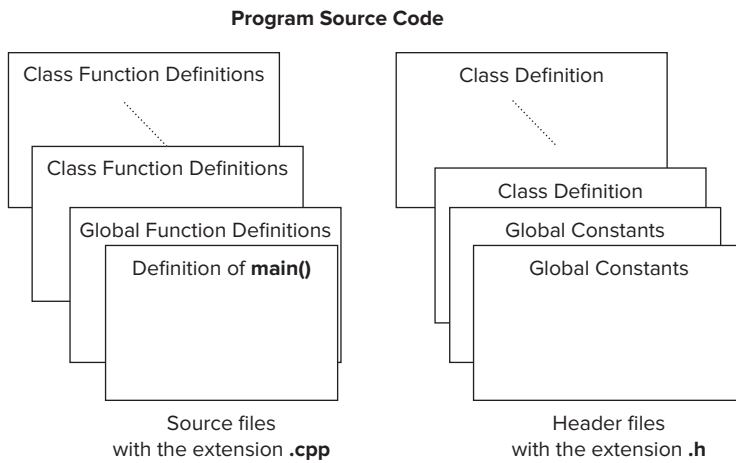 Program Source Code
Class Function Definitions
Class Function Definitions
Global Function Definitions
Definition of main()
Source files
with the extension .cpp
Class Definition
Class Definition
Global Constants
Global Constants
Header files
with the extension .h